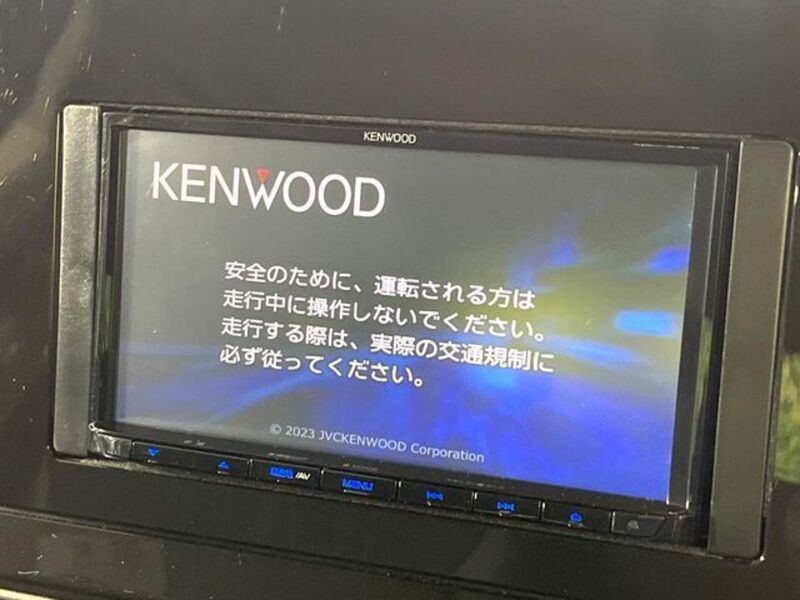 KENWOOD
KENWOOD
安全のために、運転される方は
走行中に操作しないでください。
走行する際は、実際の交通規制に
必ず従ってください。
© 2023 JVCKENWOOD Corporation
/AV MENU